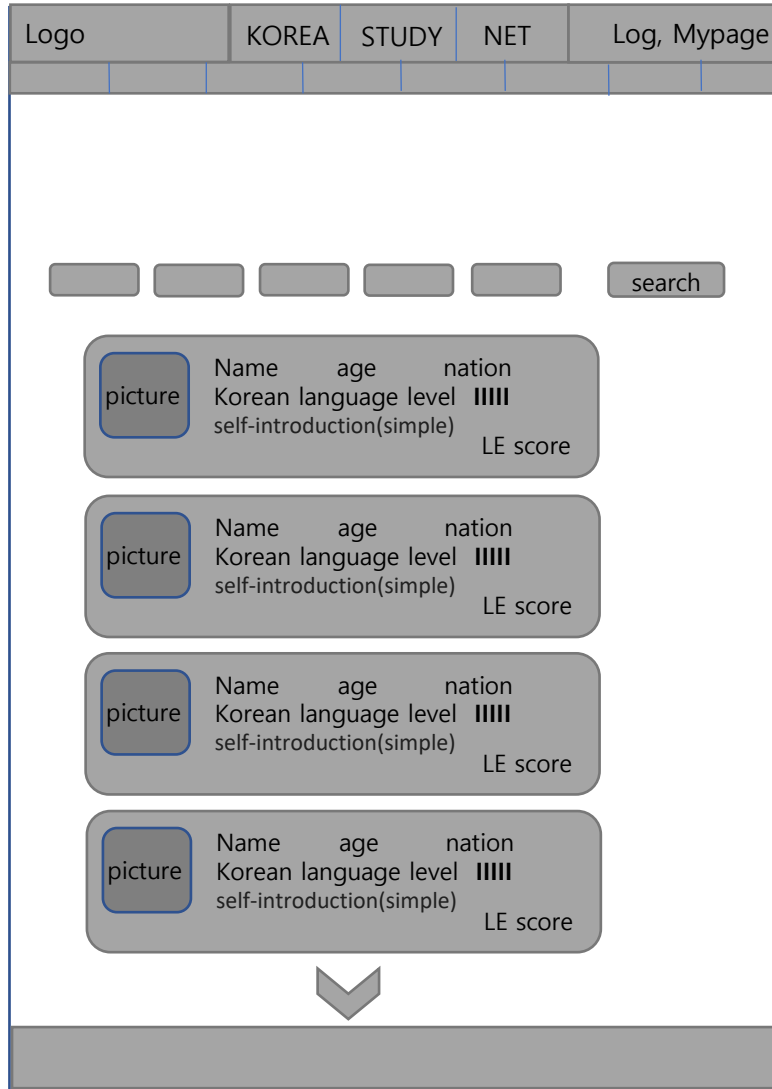 Logo KOREA STUDY NET Log, Mypage
search
picture
Name age nation
Korean language level IIIII
self-introduction(simple)
LE score
picture
Name age nation
Korean language level IIIII
self-introduction(simple)
LE score
picture
Name age nation
Korean language level IIIII
self-introduction(simple)
LE score
picture
Name age nation
Korean language level IIIII
self-introduction(simple)
LE score